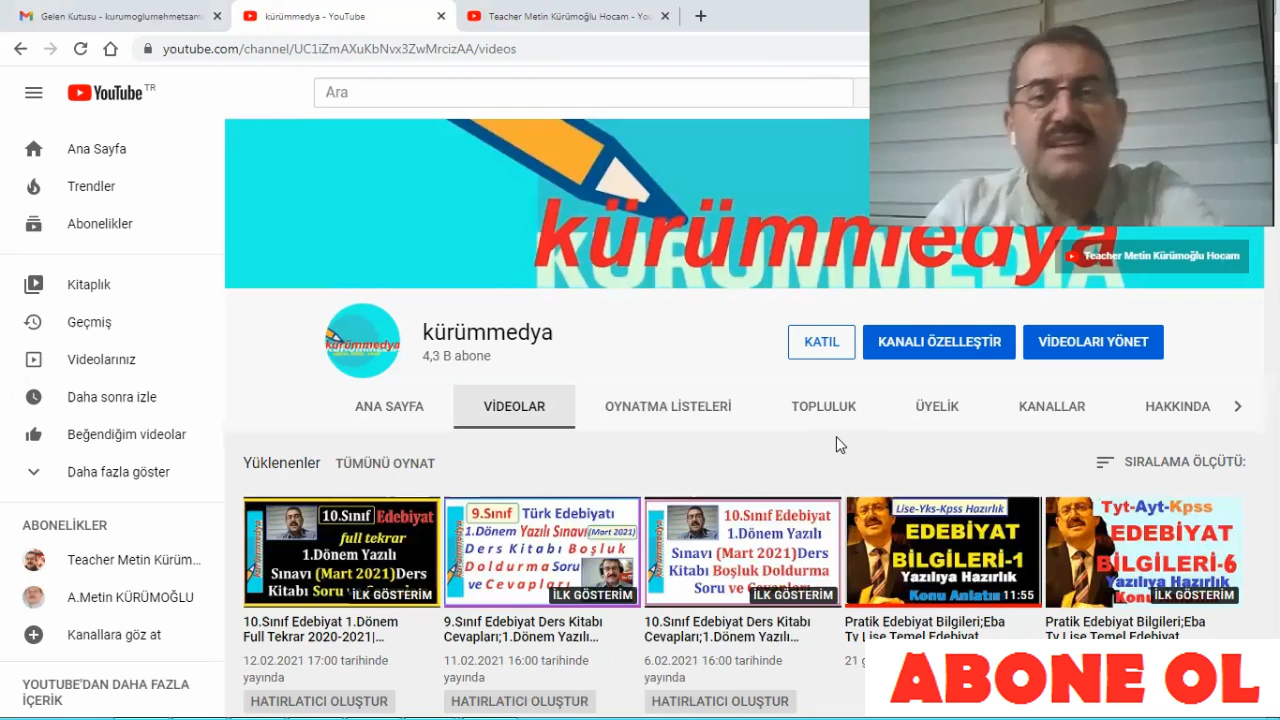 Gelen Kutusu - kurumoglumehmetsam
kürümmedya - YouTube
Teacher Metin Kürümoğlu Hocam - You
youtube.com/channel/UC1iZmAXuKbNvx3ZwMrcizAA/videos
YouTube TR
Ara
Ana Sayfa
Trendler
Abonelikler
Kitaplık
Geçmiş
Videolarınız
Daha sonra izle
Beğendiğim videolar
Daha fazla göster
ABONELİKLER
Teacher Metin Kürüm...
A.Metin KÜRÜMOĞLU
Kanallara göz at
YOUTUBE'DAN DAHA FAZLA
İÇERİK
kürümmedya
KÜRÜMMEDYA
Teacher Metin Kürümoğlu Hocam
kürümmedya
kürümmedya
4,3 B abone
KATIL
KANALI ÖZELLEŞTİR
VİDEOLARI YÖNET
ANA SAYFA
VİDEOLAR
OYNATMA LİSTELERİ
TOPLULUK
ÜYELİK
KANALLAR
HAKKINDA
Yüklenenler
TÜMÜNÜ OYNAT
SIRALAMA ÖLÇÜTÜ:
10.Sınıf Edebiyat
full tekrar
1.Dönem Yazılı
Sınavı (Mart 2021)Ders
Kitabı Soru
İLK GÖSTERİM
10.Sınıf Edebiyat 1.Dönem
Full Tekrar 2020-2021|...
12.02.2021 17:00 tarihinde
yayında
HATIRLATICI OLUŞTUR
9.Sınıf Türk Edebiyatı
1.Dönem Yazılı Sınavı (Mart 2021)
Ders Kitabı Boşluk
Doldurma Soru
ve Cevapları
İLK GÖSTERİM
9.Sınıf Edebiyat Ders Kitabı
Cevapları;1.Dönem Yazılı...
11.02.2021 16:00 tarihinde
yayında
HATIRLATICI OLUŞTUR
10.Sınıf Edebiyat
1.Dönem Yazılı
Sınavı (Mart 2021)Ders
Kitabı Boşluk Doldurma
Soru ve Cevapları
İLK GÖSTERİM
10.Sınıf Edebiyat Ders Kitabı
Cevapları;1.Dönem Yazılı...
6.02.2021 16:00 tarihinde
yayında
HATIRLATICI OLUŞTUR
Lise-Yks-Kpss Hazırlık
EDEBİYAT
BİLGİLERİ-1
Yazılıya Hazırlık
Konu Anlatım
11:55
Pratik Edebiyat Bilgileri;Eba
Tv Lise Temel Edebiyat
21 g
Tyt-Ayt-Kpss
EDEBİYAT
BİLGİLERİ-6
Yazılıya Hazırlık
İLK GÖSTERİM
Pratik Edebiyat Bilgileri;Eba
Tv Lise Temel Edebiyat
ABONE OL